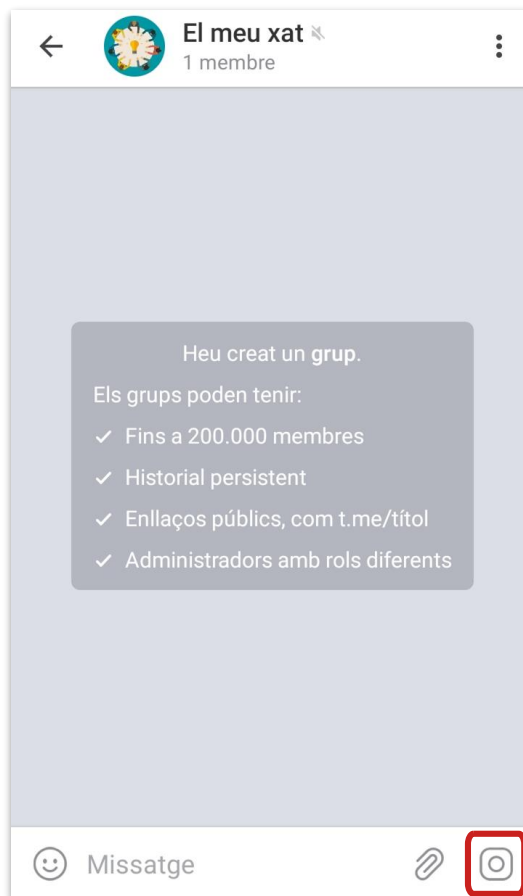 El meu xat
1 membre
Heu creat un grup.
Els grups poden tenir:
Fins a 200.000 membres
Historial persistent
Enllaços públics, com t.me/títol
Administradors amb rols diferents
Missatge